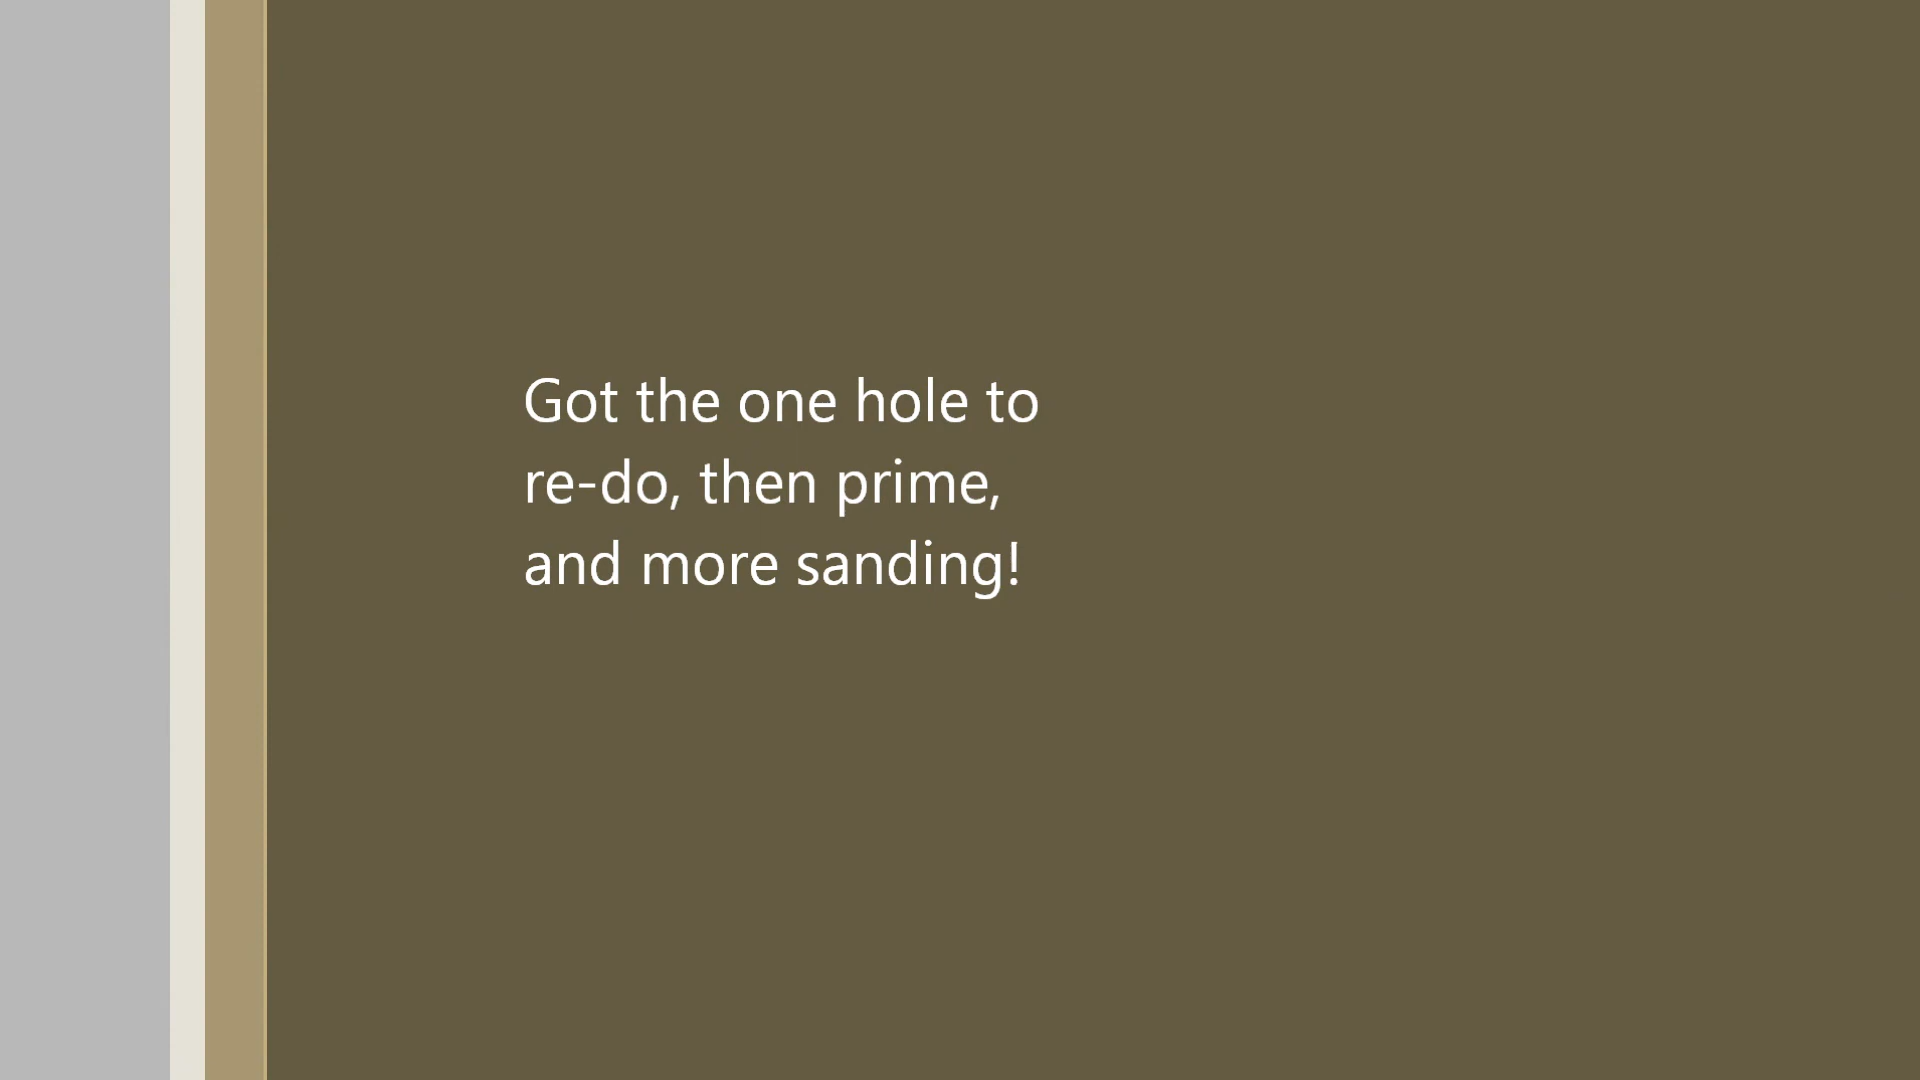 Got the one hole to
re-do, then prime,
and more sanding!